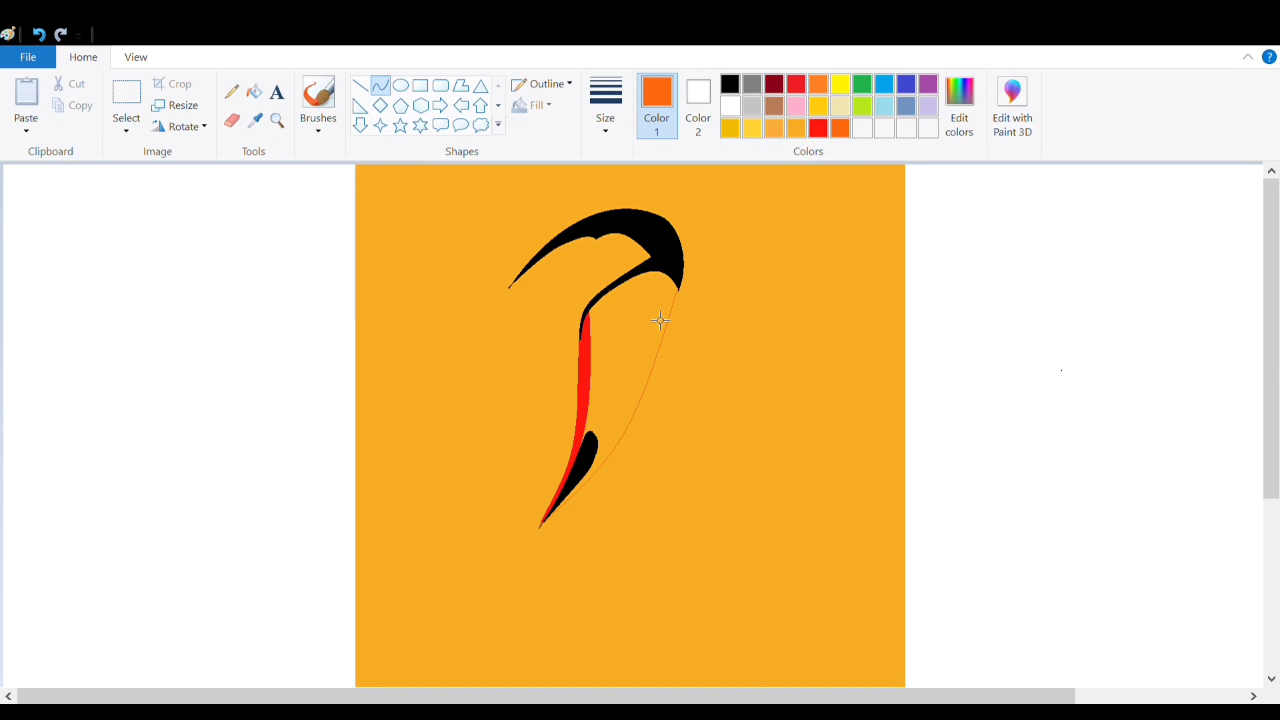 File Home View
Paste Cut Copy Clipboard
Select Crop Resize Rotate Image
Tools
Brushes
Shapes
Outline Fill
Size
Color 1
Color 2
Edit colors
Colors
Edit with Paint 3D